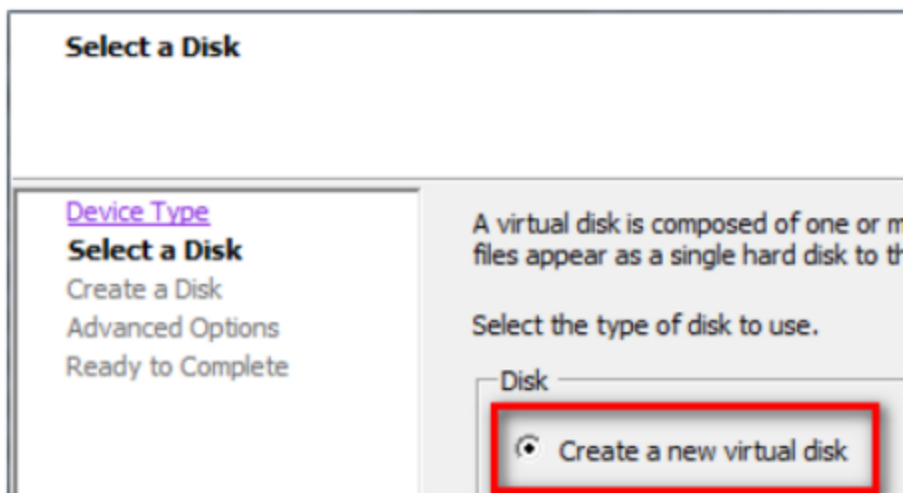 Select a Disk
Device Type
Select a Disk
Create a Disk
Advanced Options
Ready to Complete
A virtual disk is composed of one or
files appear as a single hard disk to
Select the type of disk to use.
Disk
Create a new virtual disk